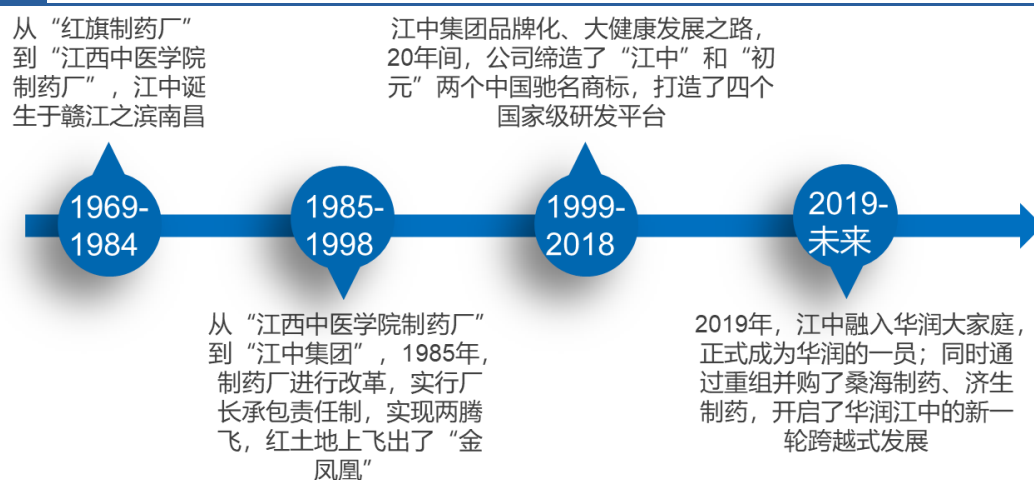 从“红旗制药厂”
到“江西中医学院
制药厂”，江中诞
生于赣江之滨南昌
江中集团品牌化、大健康发展之路，
20年间，公司缔造了“江中”和“初
元”两个中国驰名商标，打造了四个
国家级研发平台
1969-
1984
1985-
1998
1999-
2018
2019-
未来
从“江西中医学院制药厂”
到“江中集团”，1985年，
制药厂进行改革，实行厂
长承包责任制，实现两腾
飞，红土地上飞出了“金
凤凰”
2019年，江中融入华润大家庭，
正式成为华润的一员；同时通
过重组并购了桑海制药、济生
制药，开启了华润江中的新一
轮跨越式发展